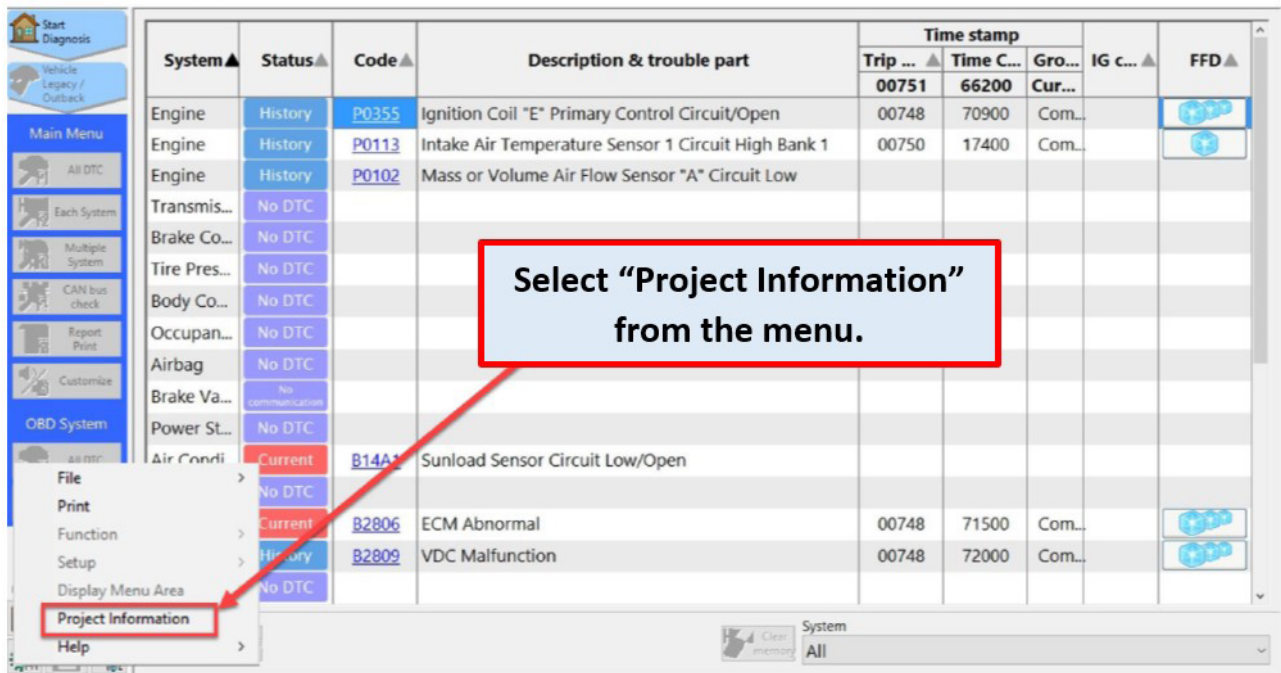 Start
Diagnosis
Vehicle
Legacy /
Outback
Main Menu
All DTC
Each System
Multiple
System
CAN bus
check
Report
Print
Customize
OBD System
All DTC
System▲ Status▲ Code▲ Description & trouble part Time stamp IG c... ▲ FFD▲
Trip ... ▲ Time C... Gro...
00751 66200 Cur...
Engine History P0355 Ignition Coil "E" Primary Control Circuit/Open 00748 70900 Com...
Engine History P0113 Intake Air Temperature Sensor 1 Circuit High Bank 1 00750 17400 Com...
Engine History P0102 Mass or Volume Air Flow Sensor "A" Circuit Low
Transmis... No DTC
Brake Co... No DTC
Tire Pres... No DTC
Body Co... No DTC
Occupan... No DTC
Airbag No DTC
Brake Va... No communication
Power St... No DTC
Air Condi... Current B14A1 Sunload Sensor Circuit Low/Open
No DTC
Current B2806 ECM Abnormal 00748 71500 Com...
History B2809 VDC Malfunction 00748 72000 Com...
No DTC
Select “Project Information”
from the menu.
File >
Print
Function >
Setup >
Display Menu Area
Project Information
Help >
Clear
memory
System
All